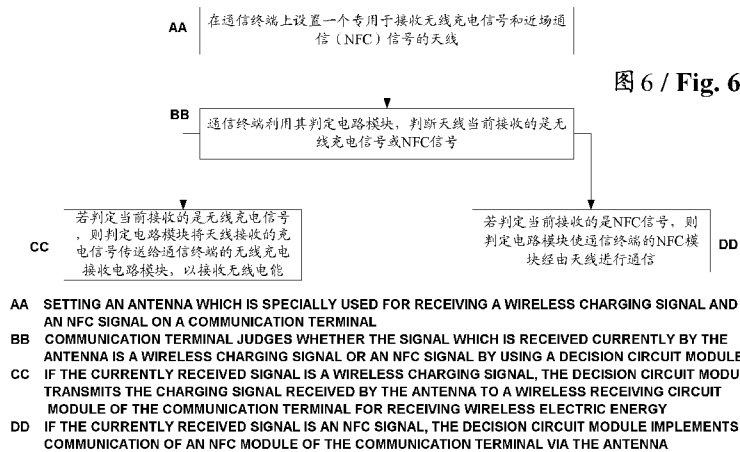 AA
在通信终端上设置一个专用于接收无线充电信号和近场通
信（NFC）信号的天线
图 6 / Fig. 6
BB
通信终端利用其判定电路模块，判断天线当前接收的是无
线充电信号或NFC信号
CC
若判定当前接收的是无线充电信号
，则判定电路模块将天线接收的充
电信号传送给通信终端的无线充电
接收电路模块，以接收无线电能
若判定当前接收的是NFC信号，则
判定电路模块使通信终端的NFC模
块经由天线进行通信
DD
AA SETTING AN ANTENNA WHICH IS SPECIALLY USED FOR RECEIVING A WIRELESS CHARGING SIGNAL AND
AN NFC SIGNAL ON A COMMUNICATION TERMINAL
BB COMMUNICATION TERMINAL JUDGES WHETHER THE SIGNAL WHICH IS RECEIVED CURRENTLY BY THE
ANTENNA IS A WIRELESS CHARGING SIGNAL OR AN NFC SIGNAL BY USING A DECISION CIRCUIT MODULE
CC IF THE CURRENTLY RECEIVED SIGNAL IS A WIRELESS CHARGING SIGNAL, THE DECISION CIRCUIT MODU
TRANSMITS THE CHARGING SIGNAL RECEIVED BY THE ANTENNA TO A WIRELESS RECEIVING CIRCUIT
MODULE OF THE COMMUNICATION TERMINAL FOR RECEIVING WIRELESS ELECTRIC ENERGY
DD IF THE CURRENTLY RECEIVED SIGNAL IS AN NFC SIGNAL, THE DECISION CIRCUIT MODULE IMPLEMENTS
COMMUNICATION OF AN NFC MODULE OF THE COMMUNICATION TERMINAL VIA THE ANTENNA